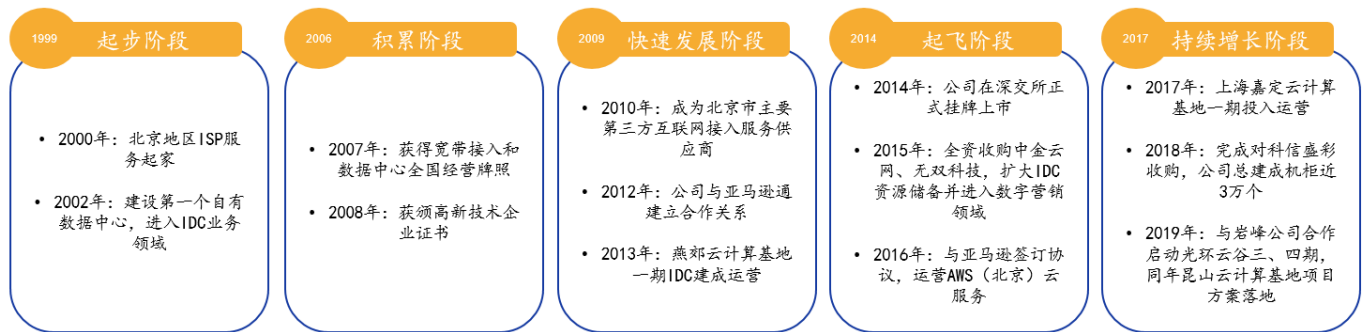 1999
起步阶段
• 2000年：北京地区ISP服
务起家
• 2002年：建设第一个自有
数据中心，进入IDC业务
领域
2006
积累阶段
• 2007年：获得宽带接入和
数据中心全国经营牌照
• 2008年：获颁高新技术企
业证书
2009
快速发展阶段
• 2010年：成为北京市主要
第三方互联网接入服务供
应商
• 2012年：公司与亚马逊通
建立合作关系
• 2013年：燕郊云计算基地
一期IDC建成运营
2014
起飞阶段
• 2014年：公司在深交所正
式挂牌上市
• 2015年：全资收购中金云
网、无双科技，扩大IDC
资源储备并进入数字营销
领域
• 2016年：与亚马逊签订协
议，运营AWS（北京）云
服务
2017
持续增长阶段
• 2017年：上海嘉定云计算
基地一期投入运营
• 2018年：完成对科信盛彩
收购，公司总建成机柜近
3万个
• 2019年：与岩峰公司合作
启动光环云谷三、四期，
同年昆山云计算基地项目
方案落地